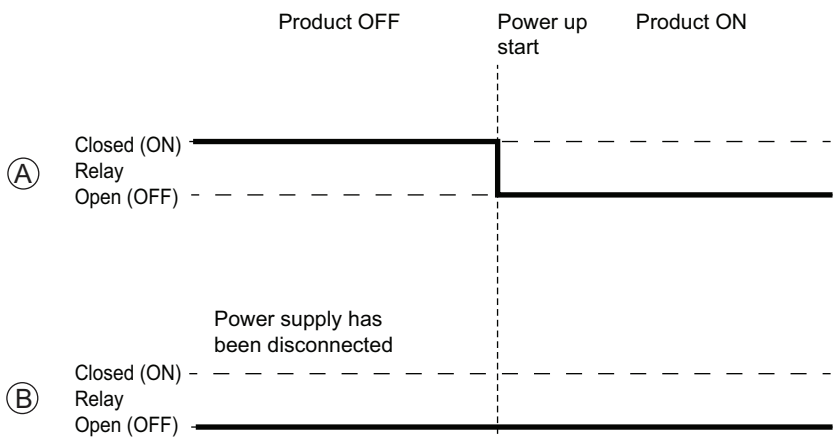 Product OFF
Power up
start
Product ON
Closed (ON)
A
Relay
Open (OFF)
Power supply has
been disconnected
Closed (ON)
B
Relay
Open (OFF)